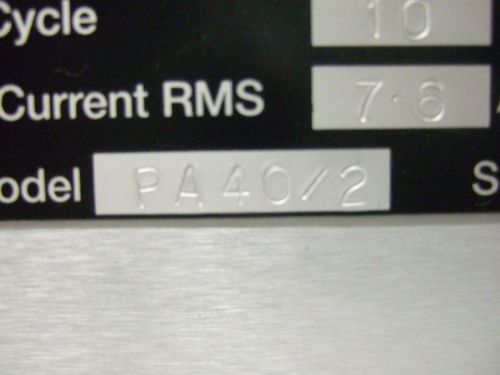 Cycle 10
Current RMS 7.6
odel PA40/2 S